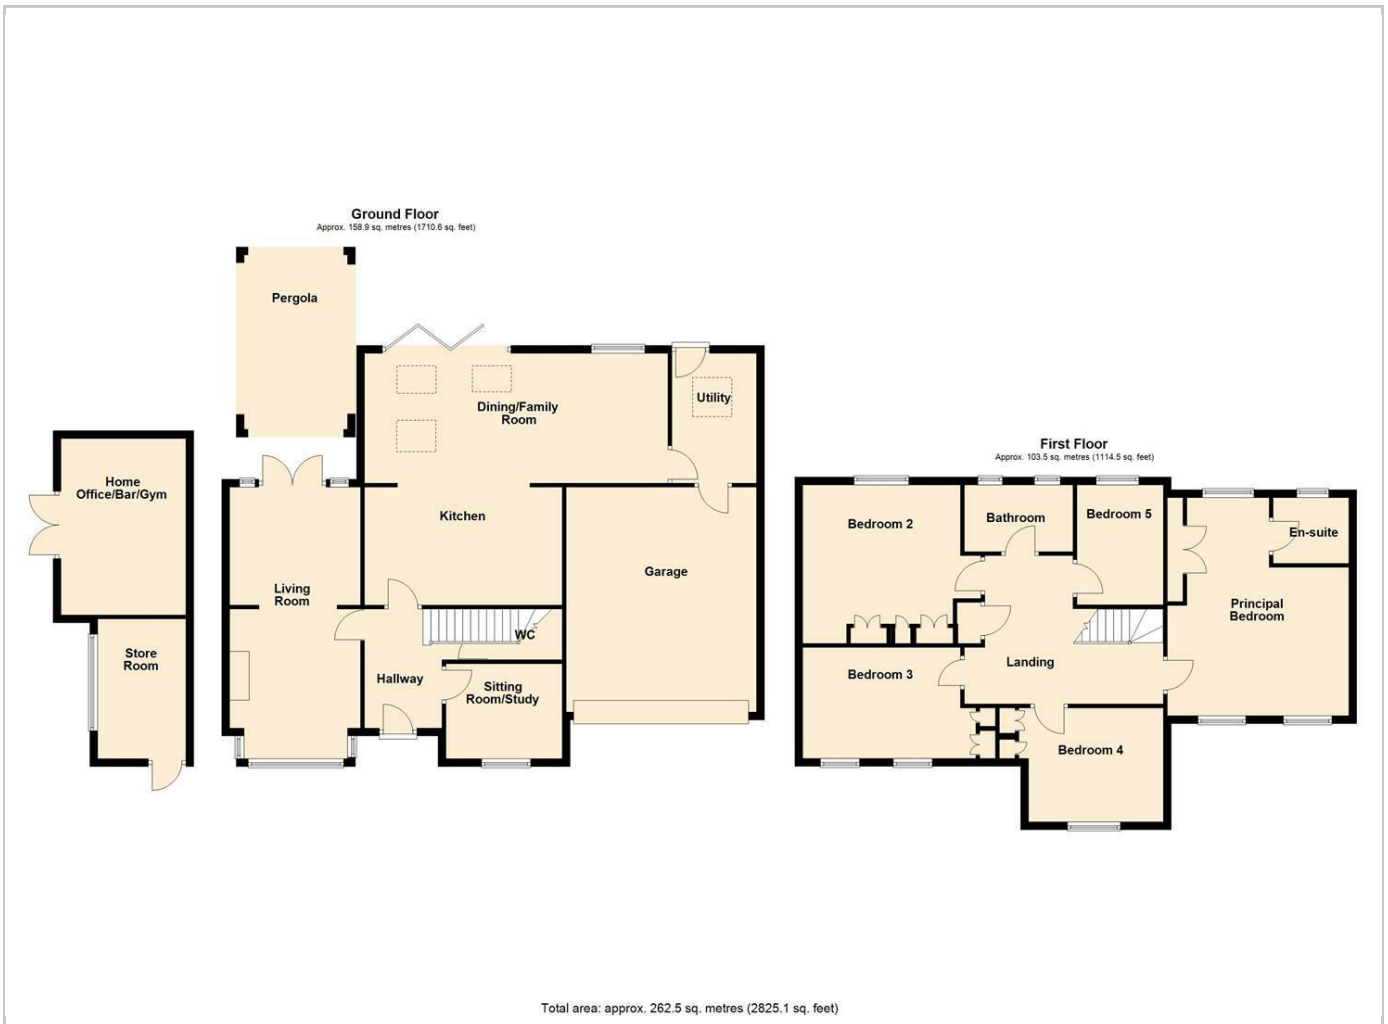 Ground Floor
Approx. 158.9 sq. metres (1710.6 sq. feet)
Pergola
Dining/Family
Room
Utility
Home
Office/Bar/Gym
Kitchen
Living
Room
Garage
WC
Store
Room
Hallway
Sitting
Room/Study
First Floor
Approx. 103.5 sq. metres (1114.5 sq. feet)
Bedroom 2
Bathroom
Bedroom 5
En-suite
Principal
Bedroom
Landing
Bedroom 3
Bedroom 4
Total area: approx. 262.5 sq. metres (2825.1 sq. feet)